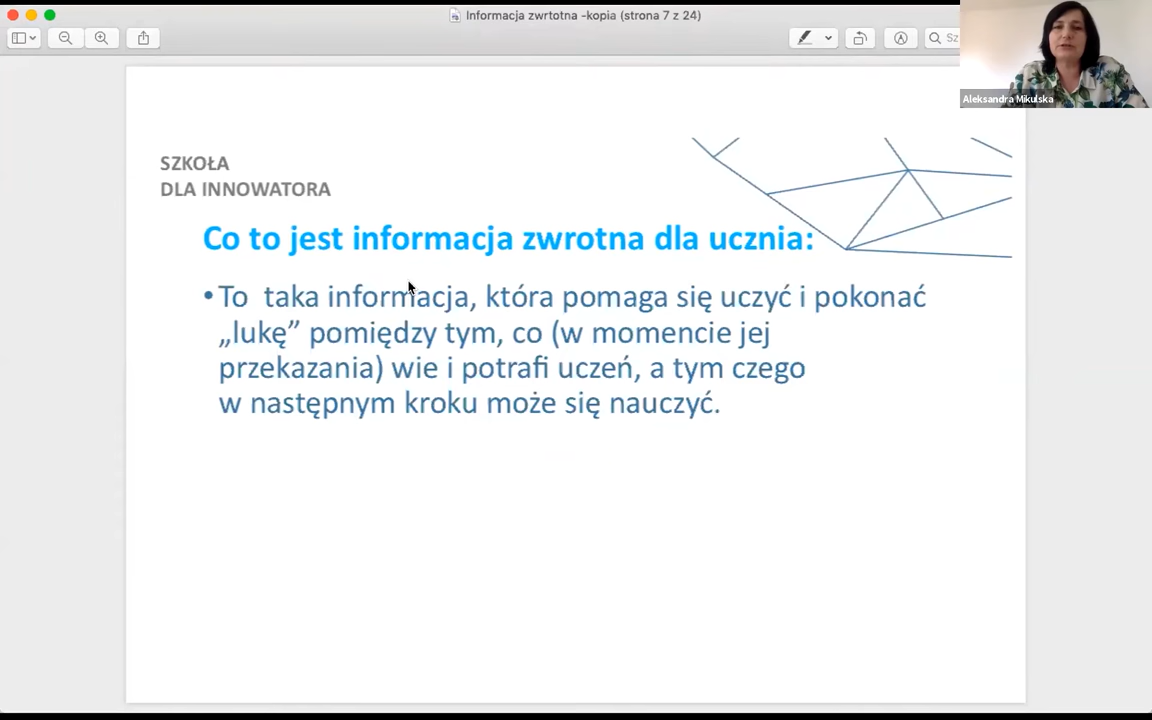 Informacja zwrtotna -kopia (strona 7 z 24)
Sz
Aleksandra Mikulska
SZKOŁA
DLA INNOWATORA
Co to jest informacja zwrotna dla ucznia:
•To  taka informacja, która pomaga się uczyć i pokonać
„lukę” pomiędzy tym, co (w momencie jej
przekazania) wie i potrafi uczeń, a tym czego
w następnym kroku może się nauczyć.